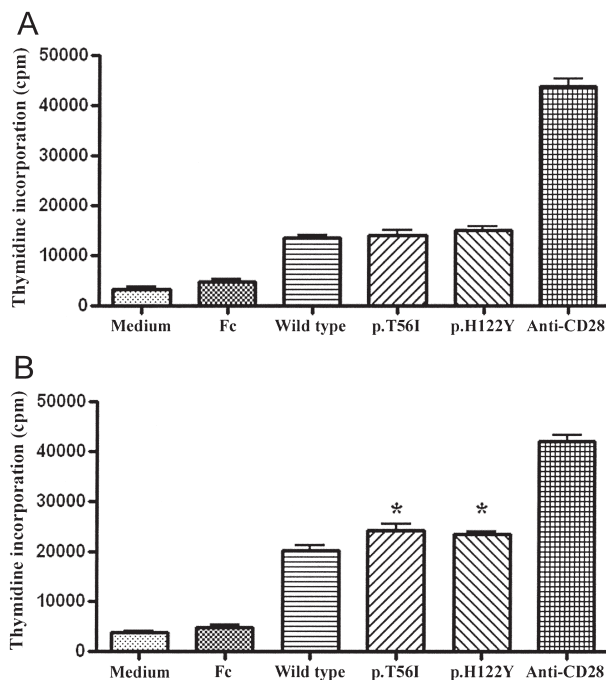 A
Thymidine incorporation (cpm)
50000
40000
30000
20000
10000
0
Medium Fc Wild type p.T56I p.H122Y Anti-CD28
B
Thymidine incorporation (cpm)
50000
40000
30000
20000
10000
0
* *
Medium Fc Wild type p.T56I p.H122Y Anti-CD28